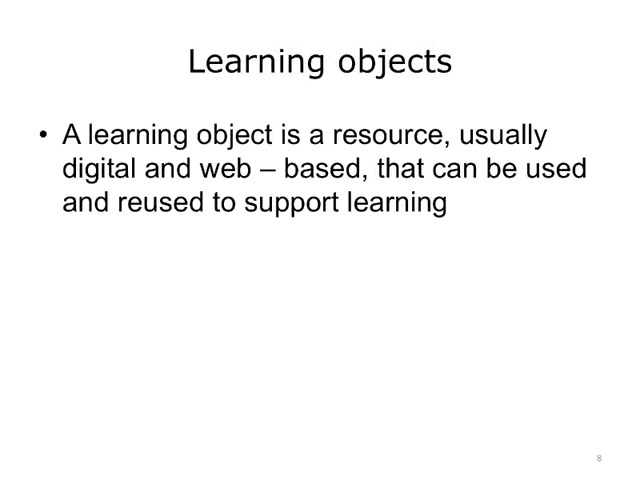 Learning objects
• A learning object is a resource, usually
digital and web – based, that can be used
and reused to support learning
8